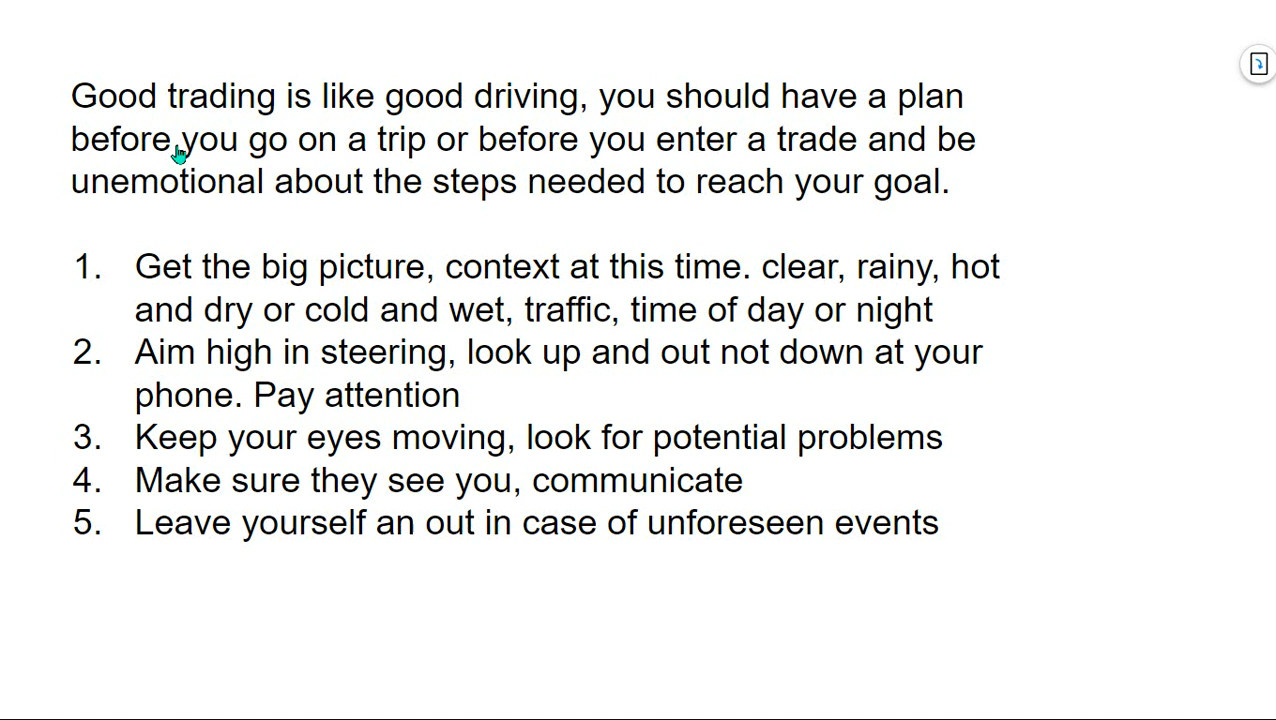 Good trading is like good driving, you should have a plan
before you go on a trip or before you enter a trade and be
unemotional about the steps needed to reach your goal.
1. Get the big picture, context at this time. clear, rainy, hot
and dry or cold and wet, traffic, time of day or night
2. Aim high in steering, look up and out not down at your
phone. Pay attention
3. Keep your eyes moving, look for potential problems
4. Make sure they see you, communicate
5. Leave yourself an out in case of unforeseen events